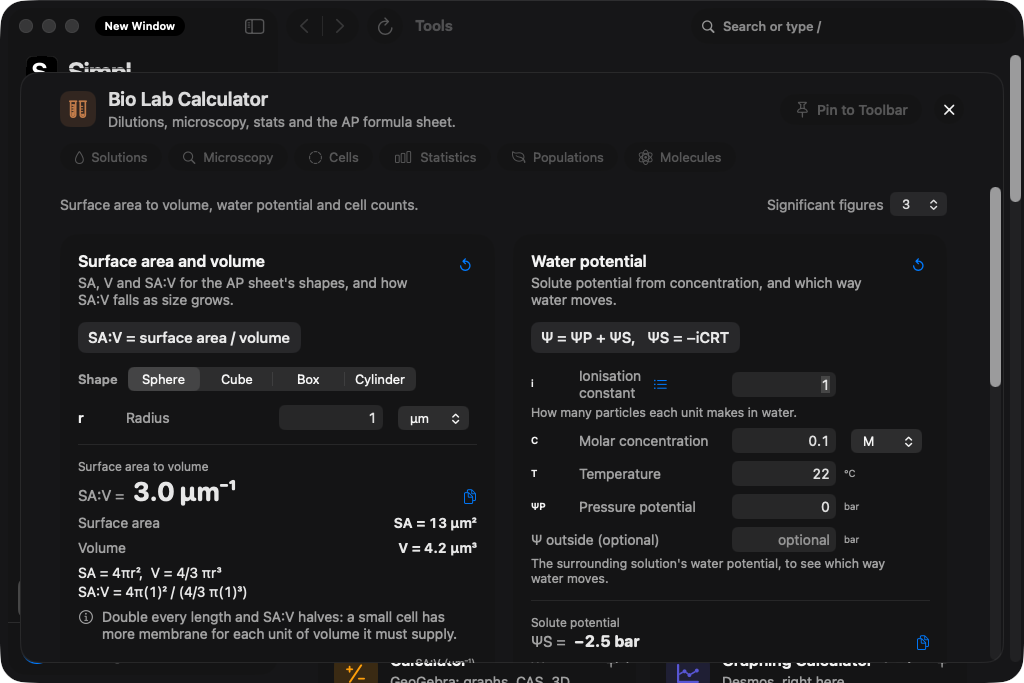 New Window
Tools
Search or type /
Simpl
Bio Lab Calculator
Dilutions, microscopy, stats and the AP formula sheet.
Pin to Toolbar
Solutions
Microscopy
Cells
Statistics
Populations
Molecules
Surface area to volume, water potential and cell counts.
Significant figures
3
Surface area and volume
SA, V and SA:V for the AP sheet's shapes, and how
SA:V falls as size grows.
SA:V = surface area / volume
Shape
Sphere
Cube
Box
Cylinder
r
Radius
1
µm
Surface area to volume
SA:V = 3.0 µm⁻¹
Surface area
SA = 13 µm²
Volume
V = 4.2 µm³
SA = 4πr², V = 4/3 πr³
SA:V = 4π(1)² / (4/3 π(1)³)
Double every length and SA:V halves: a small cell has
more membrane for each unit of volume it must supply.
Water potential
Solute potential from concentration, and which way
water moves.
Ψ = ΨP + ΨS, ΨS = −iCRT
i
Ionisation
constant
1
How many particles each unit makes in water.
C
Molar concentration
0.1
M
T
Temperature
22
°C
ΨP
Pressure potential
0
bar
Ψ outside (optional)
optional
bar
The surrounding solution's water potential, to see which way
water moves.
Solute potential
ΨS = −2.5 bar
Calculator
GeoGebra: graphs, CAS, 3D
Graphing Calculator
Desmos, right here